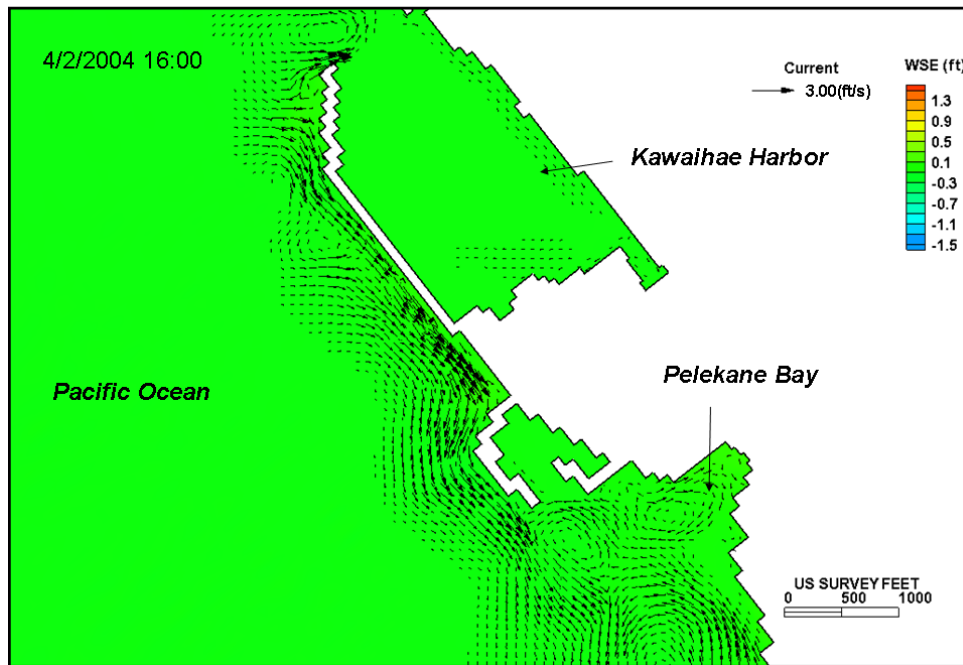 4/2/2004 16:00
Current
3.00(ft/s)
WSE (ft)
1.3
0.9
0.5
0.1
-0.3
-0.7
-1.1
-1.5
Kawaihae Harbor
Pacific Ocean
Pelekane Bay
US SURVEY FEET
0 500 1000